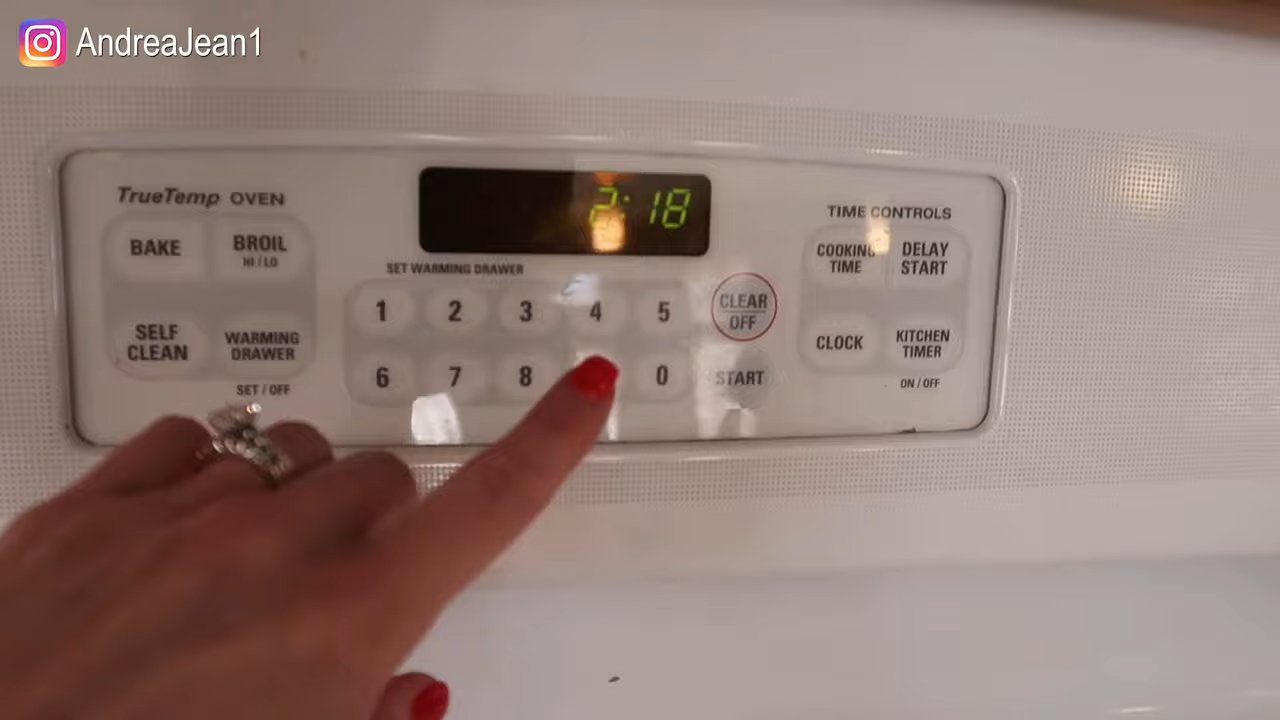 AndreaJean1
TrueTemp OVEN
BAKE
BROIL
HI / LO
SELF
CLEAN
WARMING
DRAWER
SET / OFF
2:18
SET WARMING DRAWER
1 2 3 4 5
6 7 8 0
CLEAR
OFF
START
TIME CONTROLS
COOKING
TIME
DELAY
START
CLOCK
KITCHEN
TIMER
ON / OFF